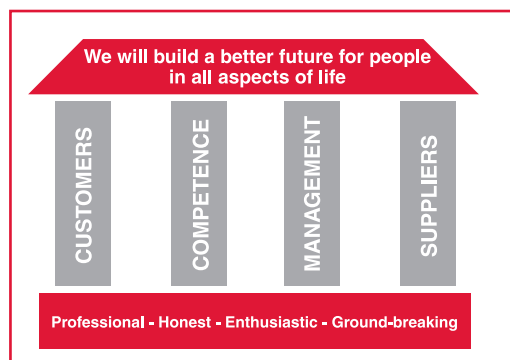 We will build a better future for people
in all aspects of life
CUSTOMERS
COMPETENCE
MANAGEMENT
SUPPLIERS
Professional - Honest - Enthusiastic - Ground-breaking